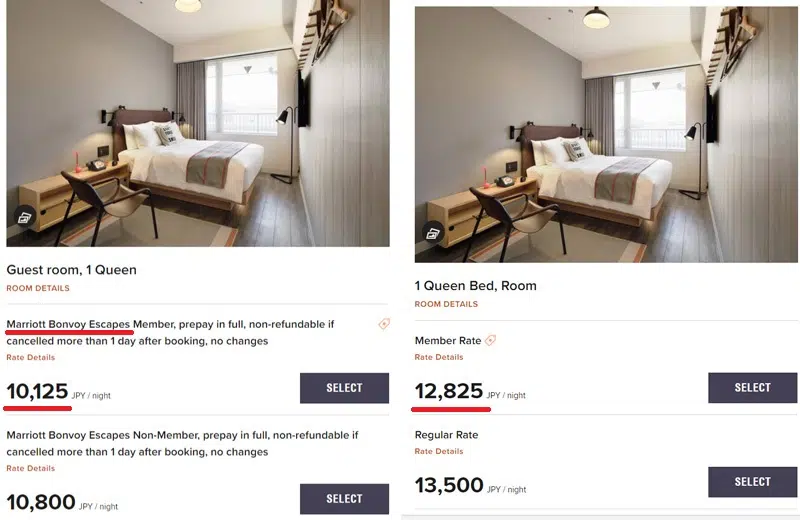 Guest room, 1 Queen
ROOM DETAILS
Marriott Bonvoy Escapes Member, prepay in full, non-refundable if
cancelled more than 1 day after booking, no changes
Rate Details
10,125 JPY / night
SELECT
Marriott Bonvoy Escapes Non-Member, prepay in full, non-refundable if
cancelled more than 1 day after booking, no changes
Rate Details
10,800 JPY / night
SELECT
1 Queen Bed, Room
ROOM DETAILS
Member Rate
Rate Details
12,825 JPY / night
SELECT
Regular Rate
Rate Details
13,500 JPY / night
SELECT